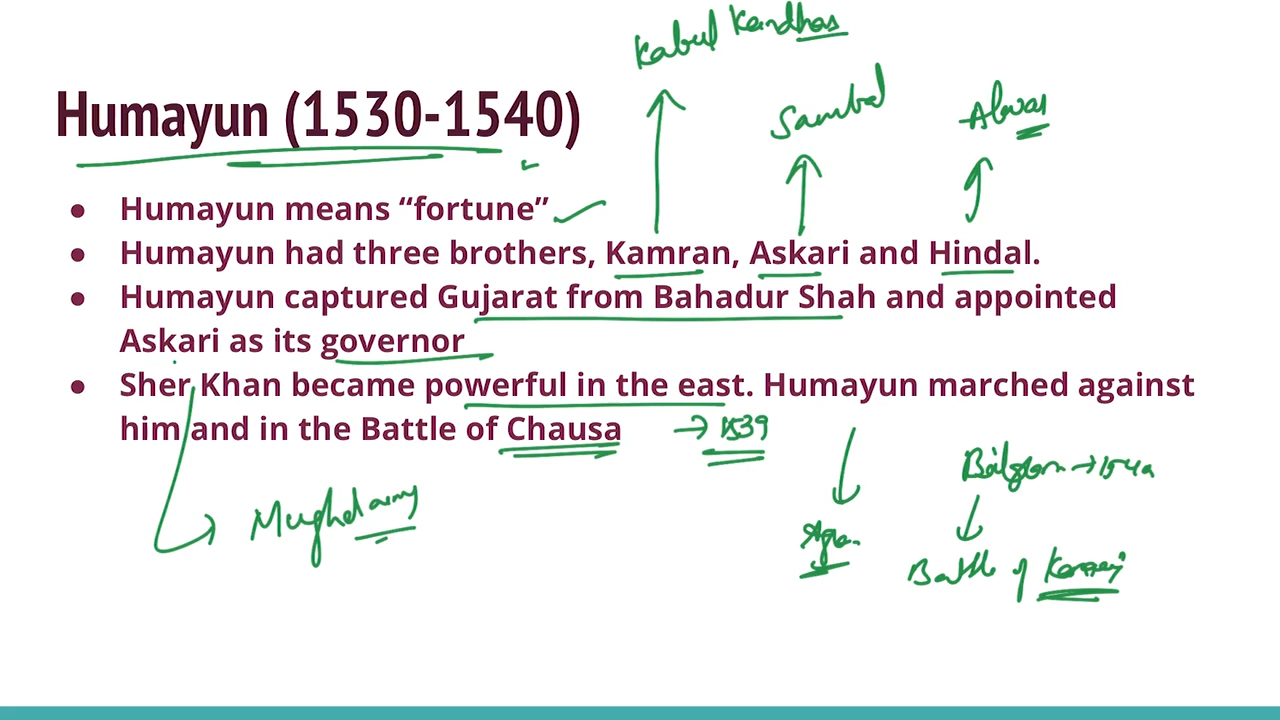 Kabul Kandhar
Sambal
Alwar
Humayun (1530-1540)
● Humayun means “fortune”
● Humayun had three brothers, Kamran, Askari and Hindal.
● Humayun captured Gujarat from Bahadur Shah and appointed
Askari as its governor
● Sher Khan became powerful in the east. Humayun marched against
him and in the Battle of Chausa → 1539
Mughal army
Agra
→ 1540
Battle of